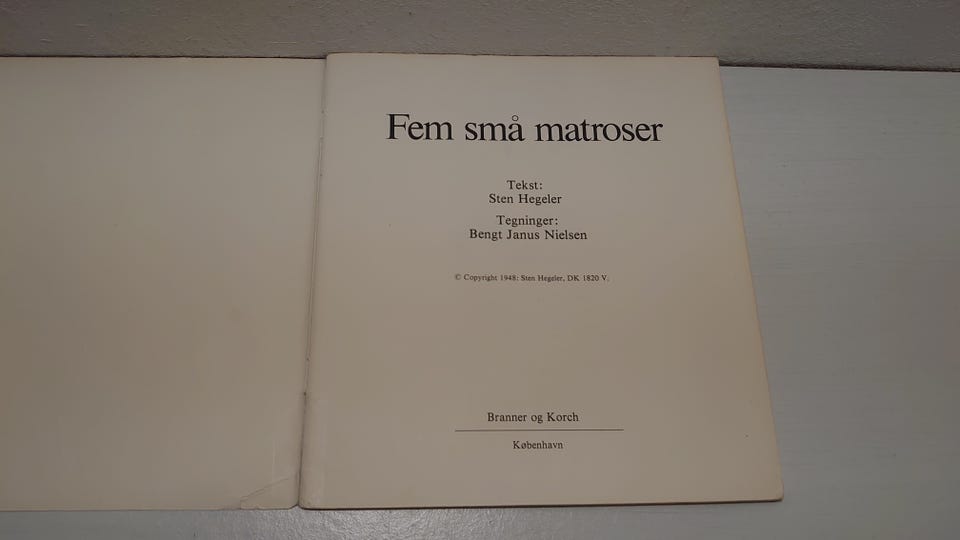 Fem små matroser
Tekst:
Sten Hegeler
Tegninger:
Bengt Janus Nielsen
© Copyright 1948: Sten Hegeler, DK 1820 V.
Branner og Korch
København